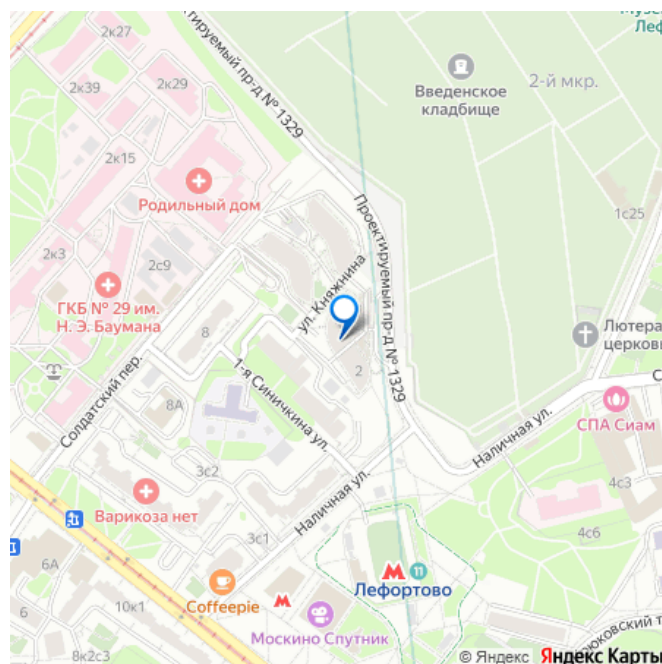 Музе
Лефо
2к27
2к39
2к29
Проектируемый пр-д № 1329
Введенское
кладбище
2-й мкр.
2к15
Родильный дом
1с25
2к3
2с9
ГКБ № 29 им.
Н. Э. Баумана
ул. Княжнина
Проектируемый пр-д № 1329
Лютера
церковь
8
2
Солдатский пер.
1-я Синичкина ул.
8А
СПА Сиам
С
Наличная ул.
4с3
3с2
Варикоза нет
Наличная ул.
4с6
3с1
6А
6
10к1
8к2с3
Coffeepie
Лефортово
11
Москино Спутник
рюковский т
© Яндекс Яндекс Карты